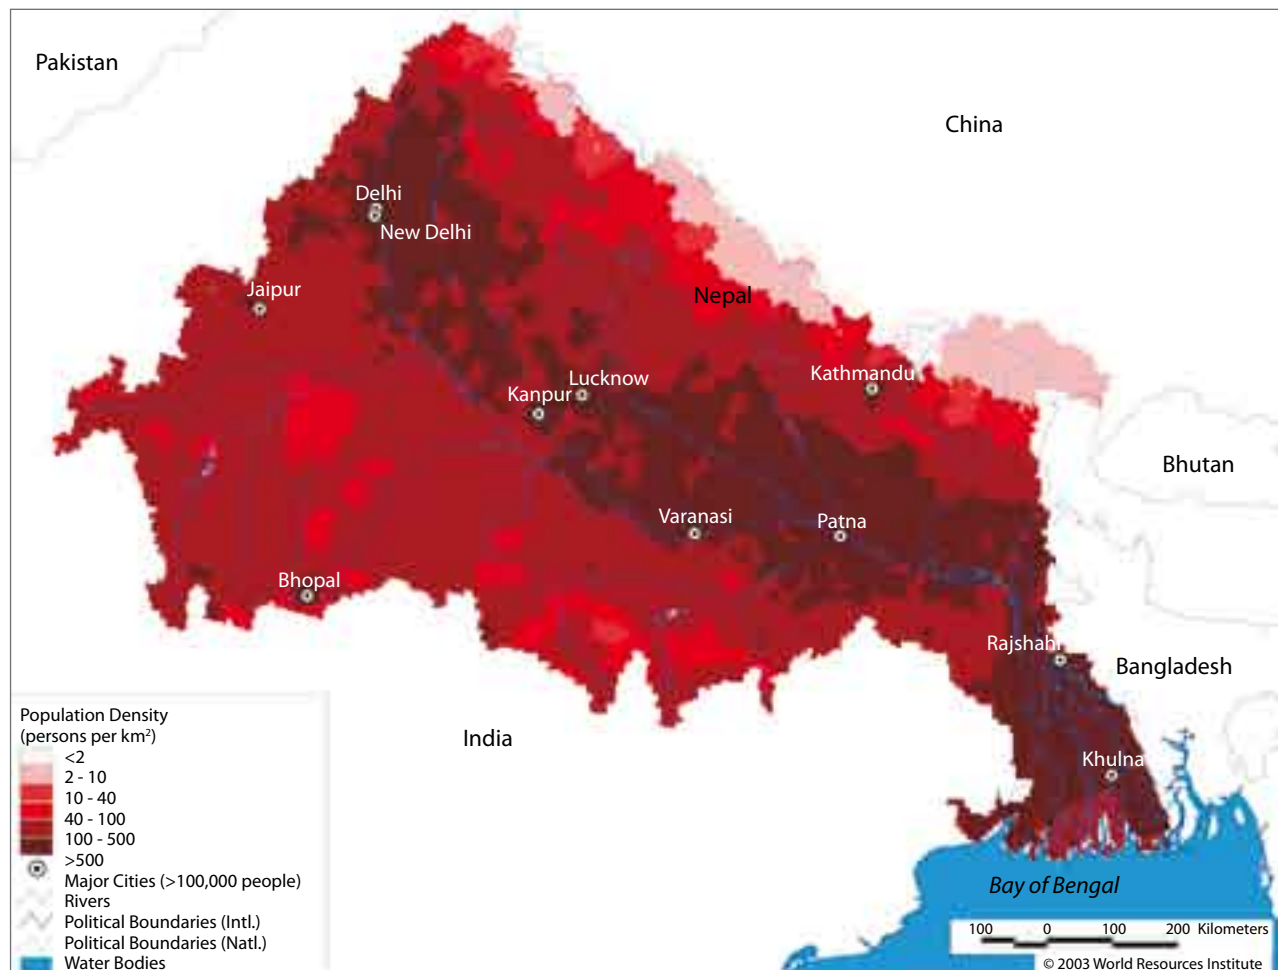 Pakistan
China
Delhi
New Delhi
Jaipur
Nepal
Kathmandu
Lucknow
Kanpur
Bhutan
Varanasi
Patna
Bhopal
Rajshahi
Bangladesh
India
Khulna
Bay of Bengal
Population Density
(persons per km²)
<2
2 - 10
10 - 40
40 - 100
100 - 500
>500
Major Cities (>100,000 people)
Rivers
Political Boundaries (Intl.)
Political Boundaries (Natl.)
Water Bodies
100 0 100 200 Kilometers
© 2003 World Resources Institute